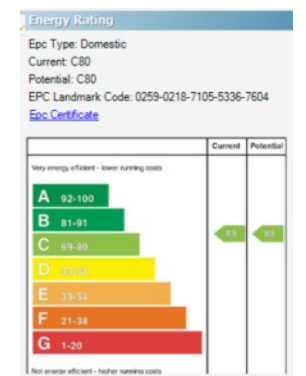 Energy Rating
Epc Type: Domestic
Current: C80
Potential: C80
EPC Landmark Code: 0259-0218-7105-5336-7604
Epc Certificate
Current Potential
Very energy efficient - lower running costs
A 92-100
B 81-91
C 69-80
80 80
D 55-68
E 39-54
F 21-38
G 1-20
Not energy efficient - higher running costs